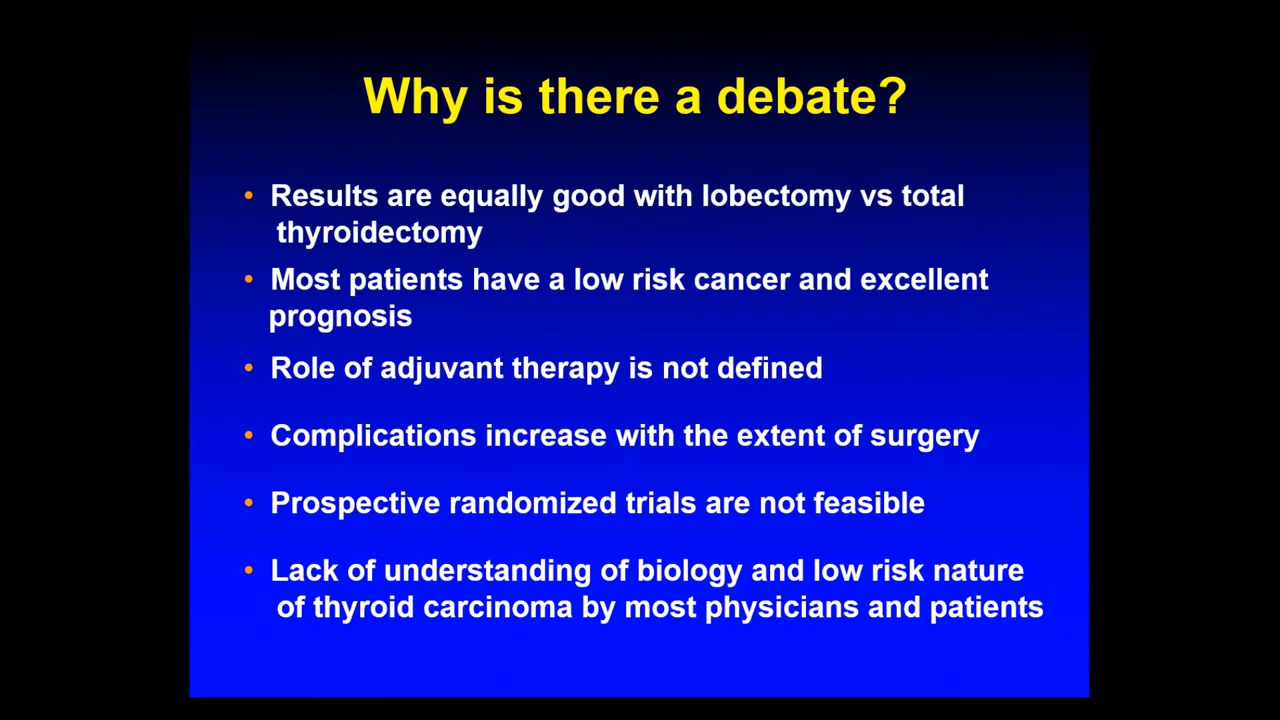 Why is there a debate?
• Results are equally good with lobectomy vs total
thyroidectomy
• Most patients have a low risk cancer and excellent
prognosis
• Role of adjuvant therapy is not defined
• Complications increase with the extent of surgery
• Prospective randomized trials are not feasible
• Lack of understanding of biology and low risk nature
of thyroid carcinoma by most physicians and patients